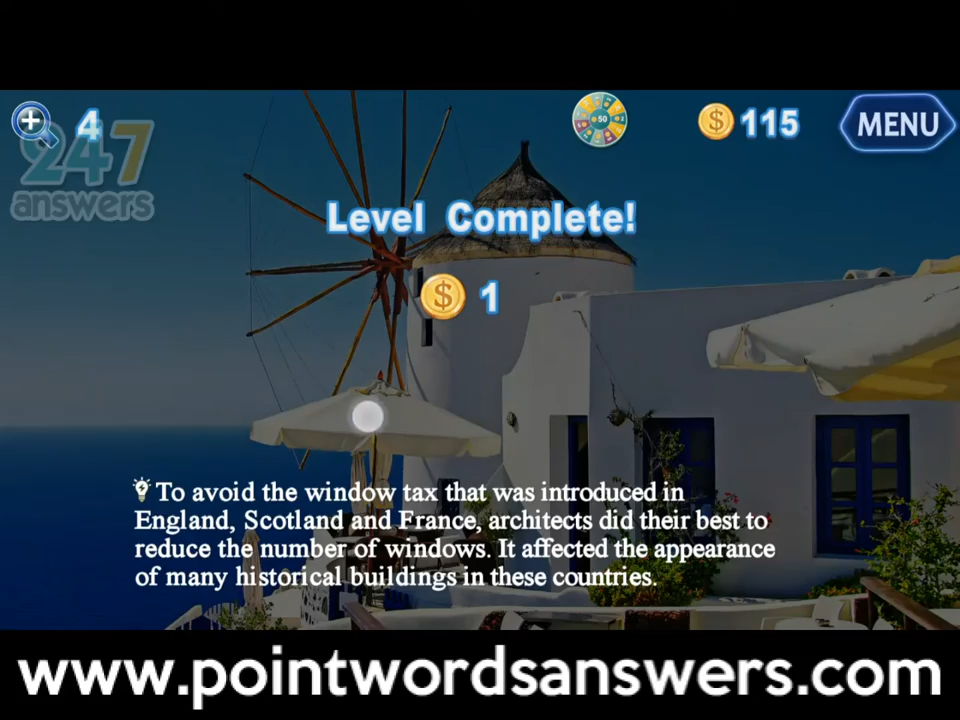 4
247
answers
50
115
MENU
Level Complete!
1
To avoid the window tax that was introduced in
England, Scotland and France, architects did their best to
reduce the number of windows. It affected the appearance
of many historical buildings in these countries.
www.pointwordsanswers.com